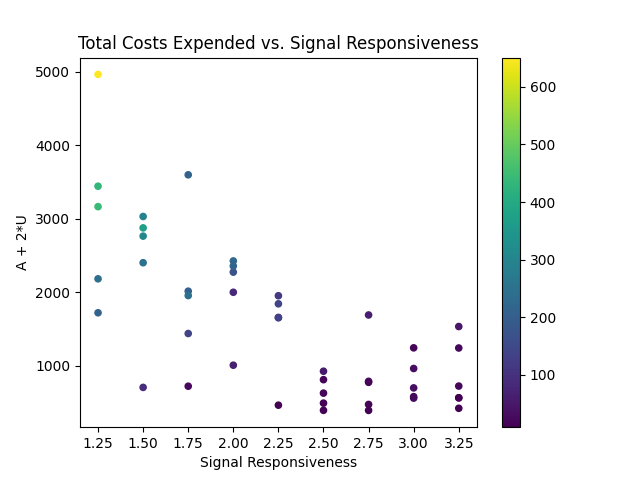 Total Costs Expended vs. Signal Responsiveness
A + 2*U
5000
4000
3000
2000
1000
1.25 1.50 1.75 2.00 2.25 2.50 2.75 3.00 3.25
Signal Responsiveness
600
500
400
300
200
100